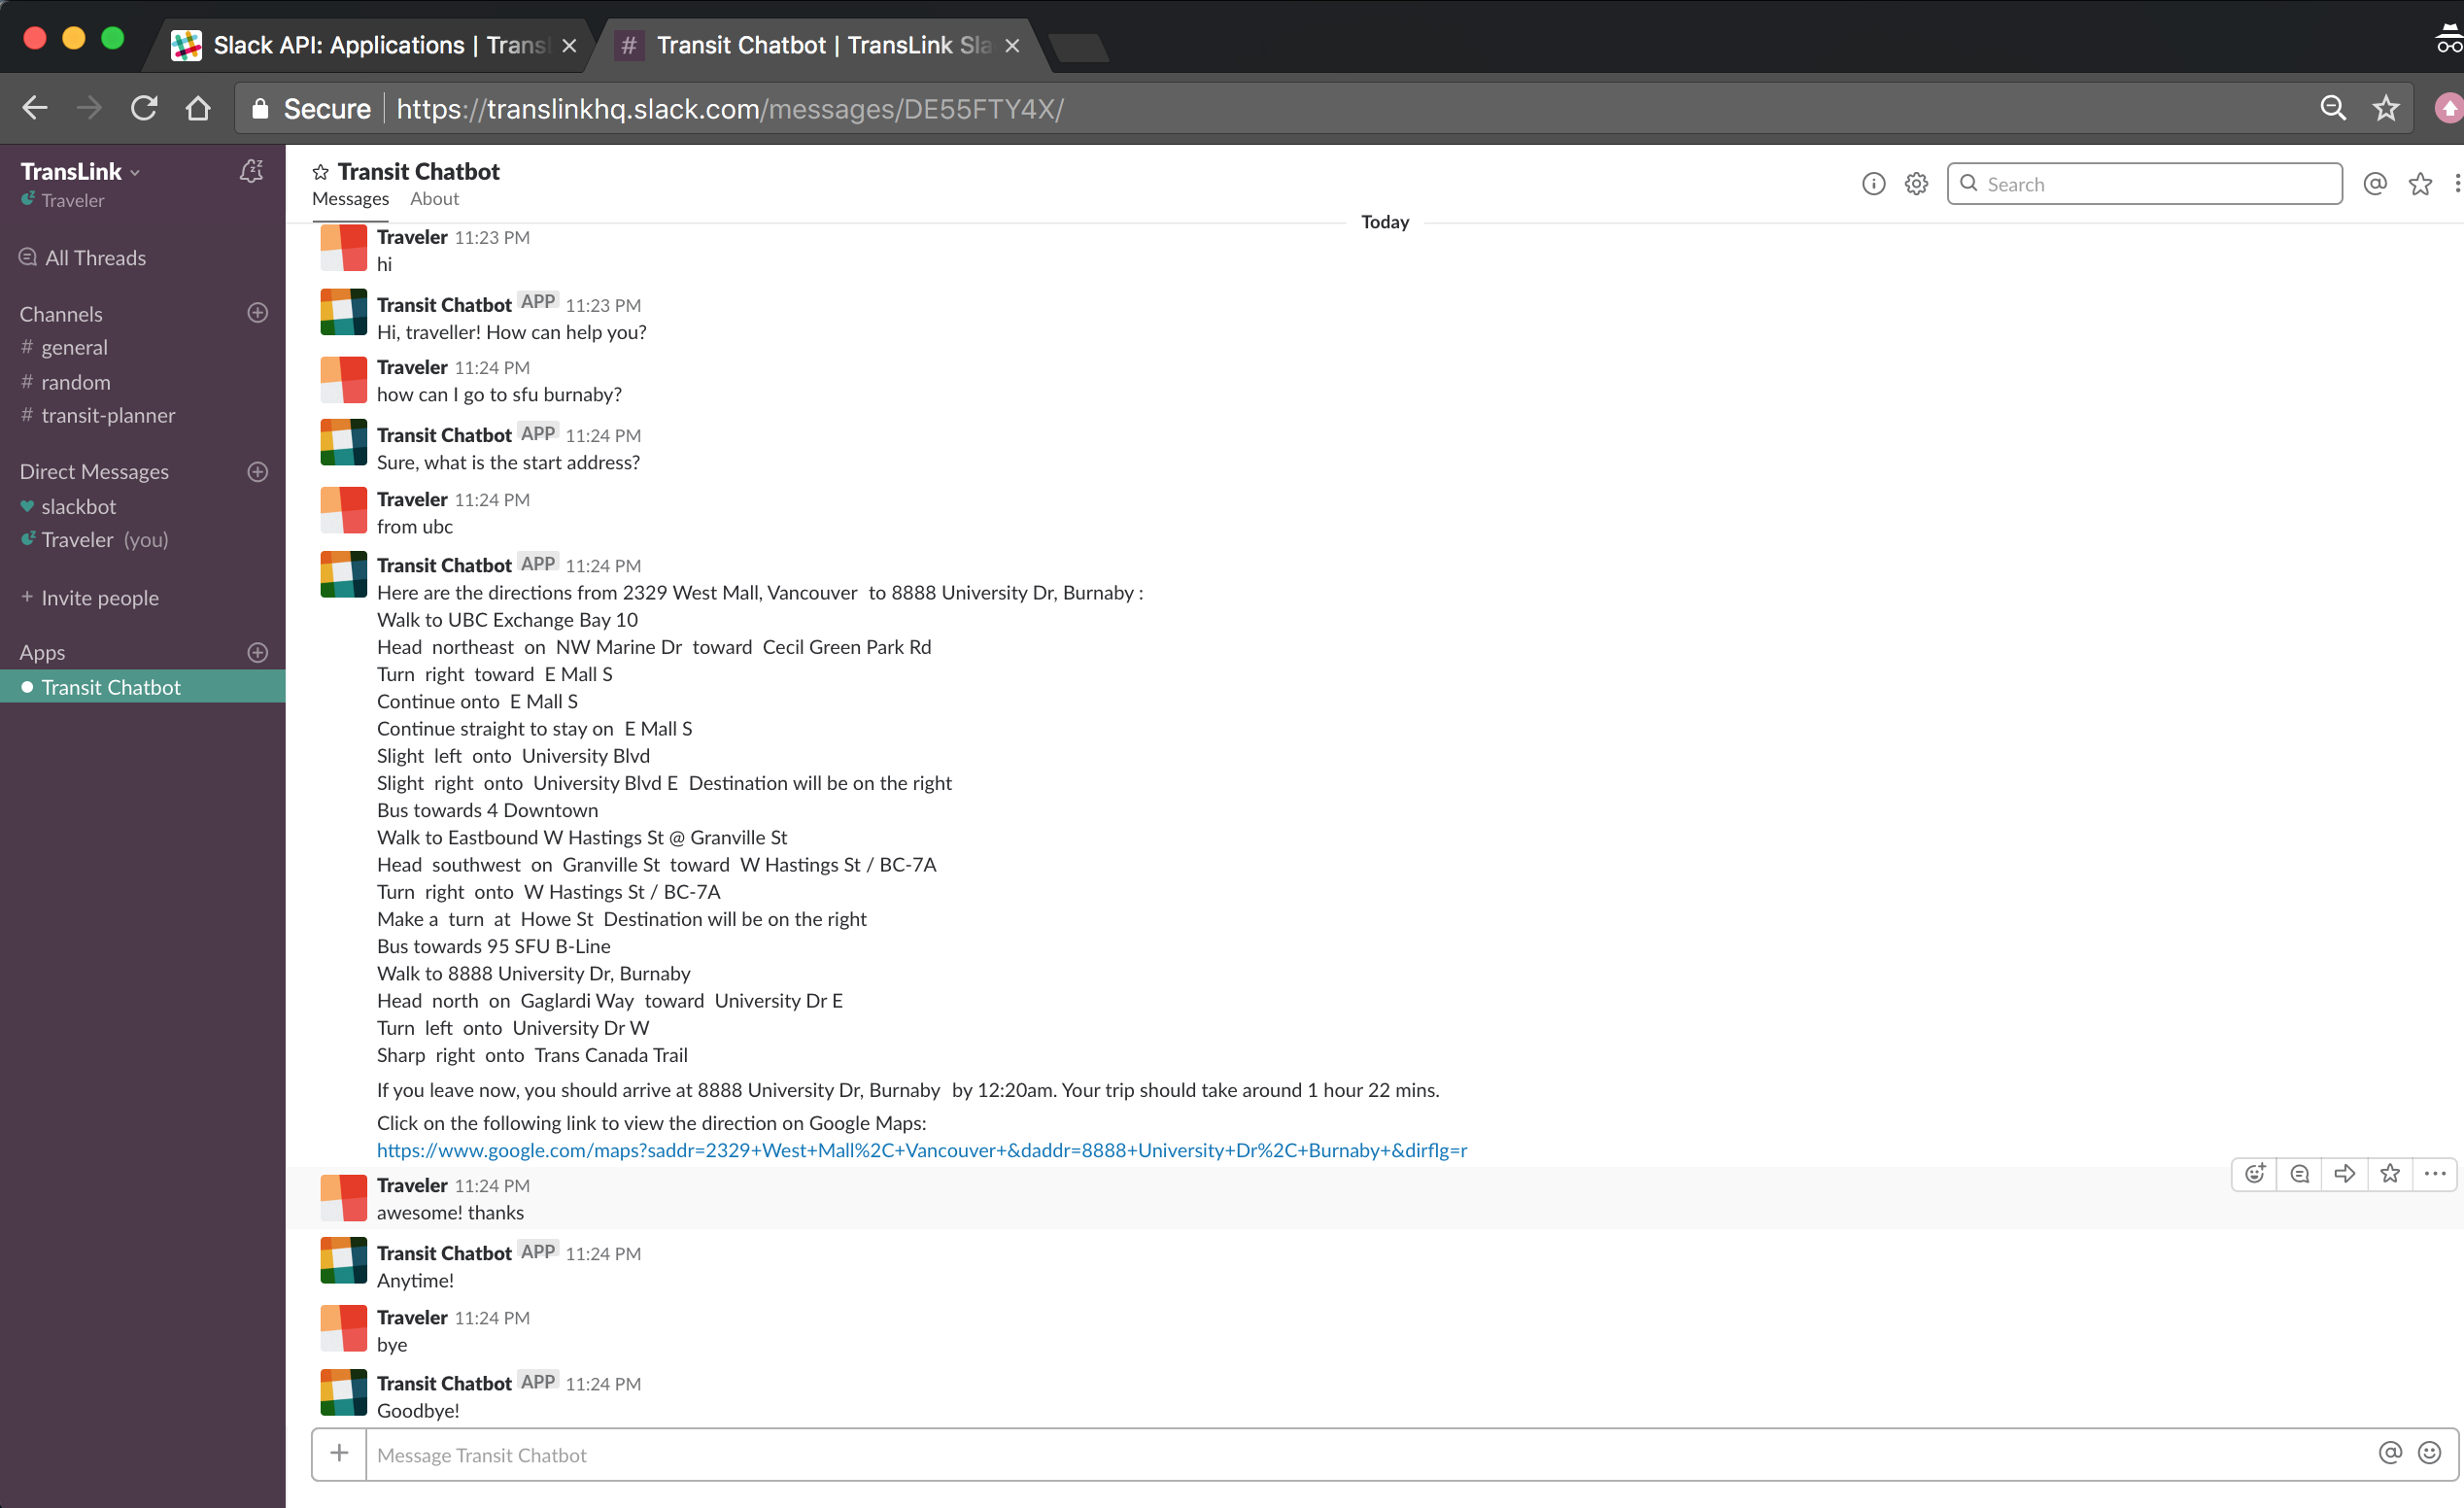 Slack API: Applications | Transl
Transit Chatbot | TransLink Sla
Secure https://translinkhq.slack.com/messages/DE55FTY4X/
TransLink
Traveler
All Threads
Channels
# general
# random
# transit-planner
Direct Messages
slackbot
Traveler (you)
+ Invite people
Apps
Transit Chatbot
Transit Chatbot
Messages About
Search
Today
Traveler 11:23 PM
hi
Transit Chatbot APP 11:23 PM
Hi, traveller! How can help you?
Traveler 11:24 PM
how can I go to sfu burnaby?
Transit Chatbot APP 11:24 PM
Sure, what is the start address?
Traveler 11:24 PM
from ubc
Transit Chatbot APP 11:24 PM
Here are the directions from 2329 West Mall, Vancouver to 8888 University Dr, Burnaby :
Walk to UBC Exchange Bay 10
Head northeast on NW Marine Dr toward Cecil Green Park Rd
Turn right toward E Mall S
Continue onto E Mall S
Continue straight to stay on E Mall S
Slight left onto University Blvd
Slight right onto University Blvd E Destination will be on the right
Bus towards 4 Downtown
Walk to Eastbound W Hastings St @ Granville St
Head southwest on Granville St toward W Hastings St / BC-7A
Turn right onto W Hastings St / BC-7A
Make a turn at Howe St Destination will be on the right
Bus towards 95 SFU B-Line
Walk to 8888 University Dr, Burnaby
Head north on Gaglardi Way toward University Dr E
Turn left onto University Dr W
Sharp right onto Trans Canada Trail
If you leave now, you should arrive at 8888 University Dr, Burnaby by 12:20am. Your trip should take around 1 hour 22 mins.
Click on the following link to view the direction on Google Maps:
https://www.google.com/maps?saddr=2329+West+Mall%2C+Vancouver+&daddr=8888+University+Dr%2C+Burnaby+&dirflg=r
Traveler 11:24 PM
awesome! thanks
Transit Chatbot APP 11:24 PM
Anytime!
Traveler 11:24 PM
bye
Transit Chatbot APP 11:24 PM
Goodbye!
Message Transit Chatbot